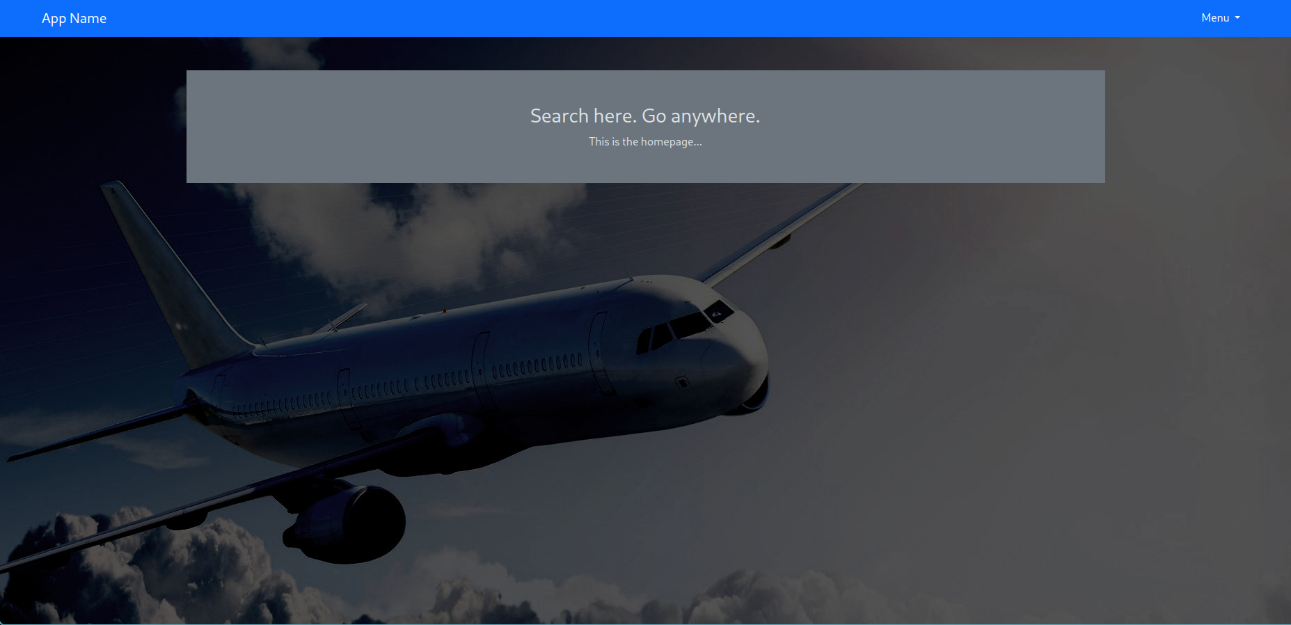 App Name
Menu
Search here. Go anywhere.
This is the homepage...